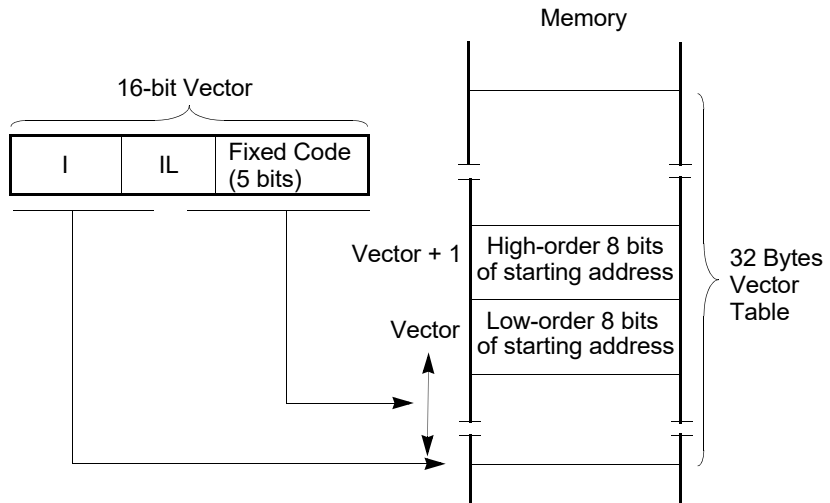 Memory
16-bit Vector
I
IL
Fixed Code
(5 bits)
Vector + 1
High-order 8 bits
of starting address
Vector
Low-order 8 bits
of starting address
32 Bytes
Vector
Table